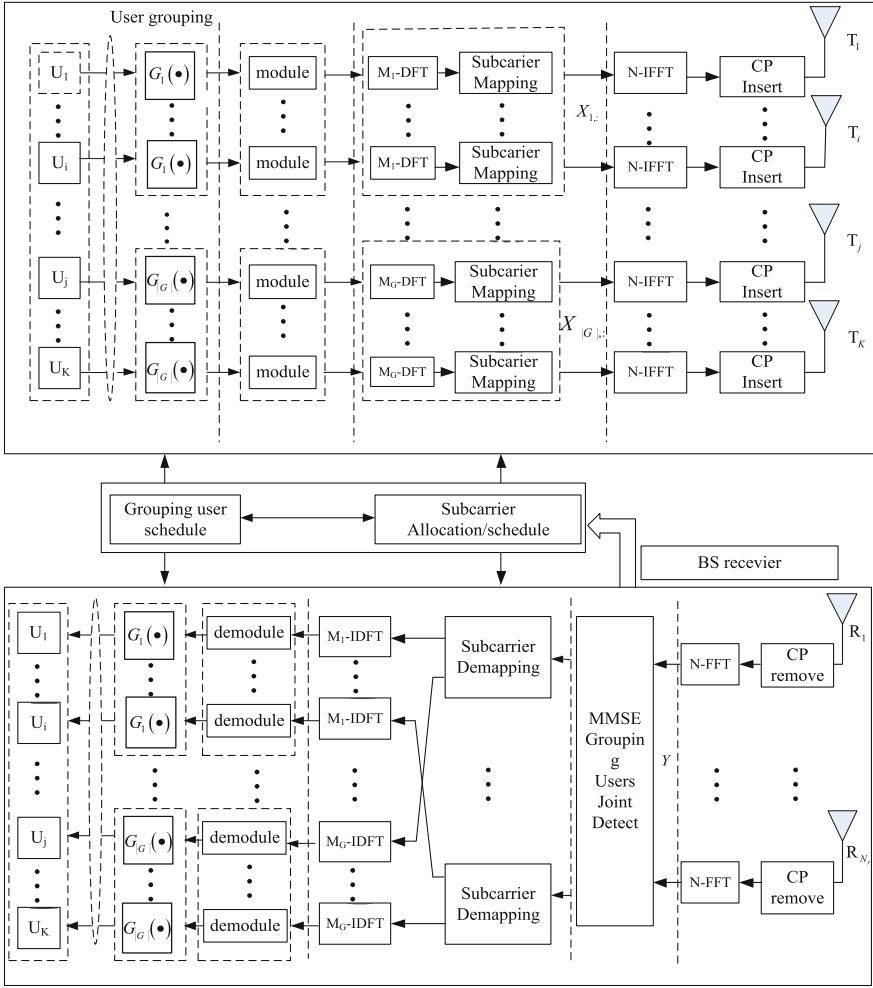 User grouping
U1 G1(•) module M1-DFT Subcarier Mapping N-IFFT CP Insert T1
X1,:
Ui G1(•) module M1-DFT Subcarier Mapping N-IFFT CP Insert Ti
Uj G|G|(•) module MG-DFT Subcarier Mapping N-IFFT CP Insert Tj
X|G|,:
UK G|G|(•) module MG-DFT Subcarier Mapping N-IFFT CP Insert TK
Grouping user
schedule
Subcarrier
Allocation/schedule
BS recevier
U1 G1(•) demodule M1-IDFT Subcarrier Demapping N-FFT CP remove R1
Ui G1(•) demodule M1-IDFT
MMSE
Groupin
g
Users
Joint
Detect
Y
Uj G|G|(•) demodule MG-IDFT
Subcarrier Demapping N-FFT CP remove RNr
UK G|G|(•) demodule MG-IDFT